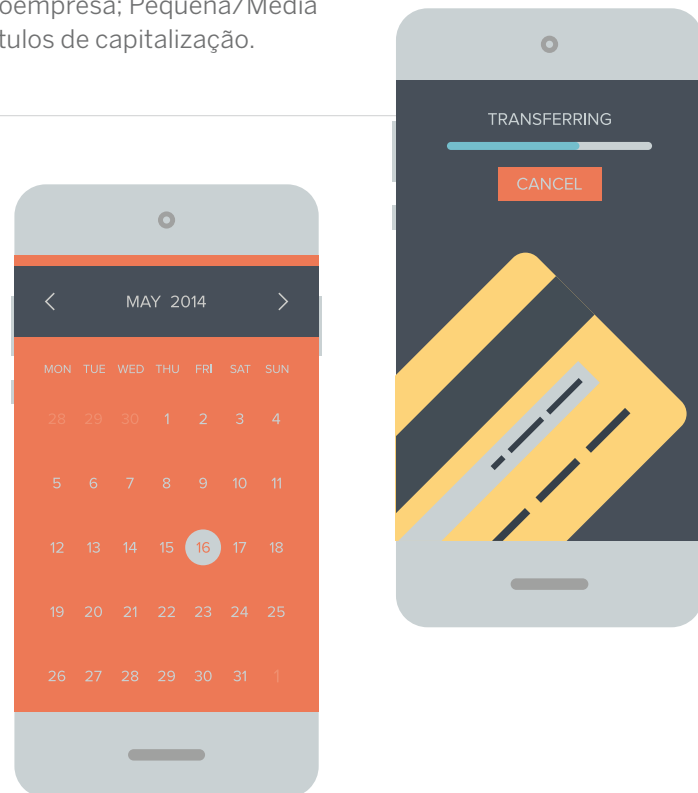 oempresa; Pequena/Média
tulos de capitalização.
TRANSFERRING
CANCEL
MAY 2014
MON TUE WED THU FRI SAT SUN
28 29 30 1 2 3 4
5 6 7 8 9 10 11
12 13 14 15 16 17 18
19 20 21 22 23 24 25
26 27 28 29 30 31 1